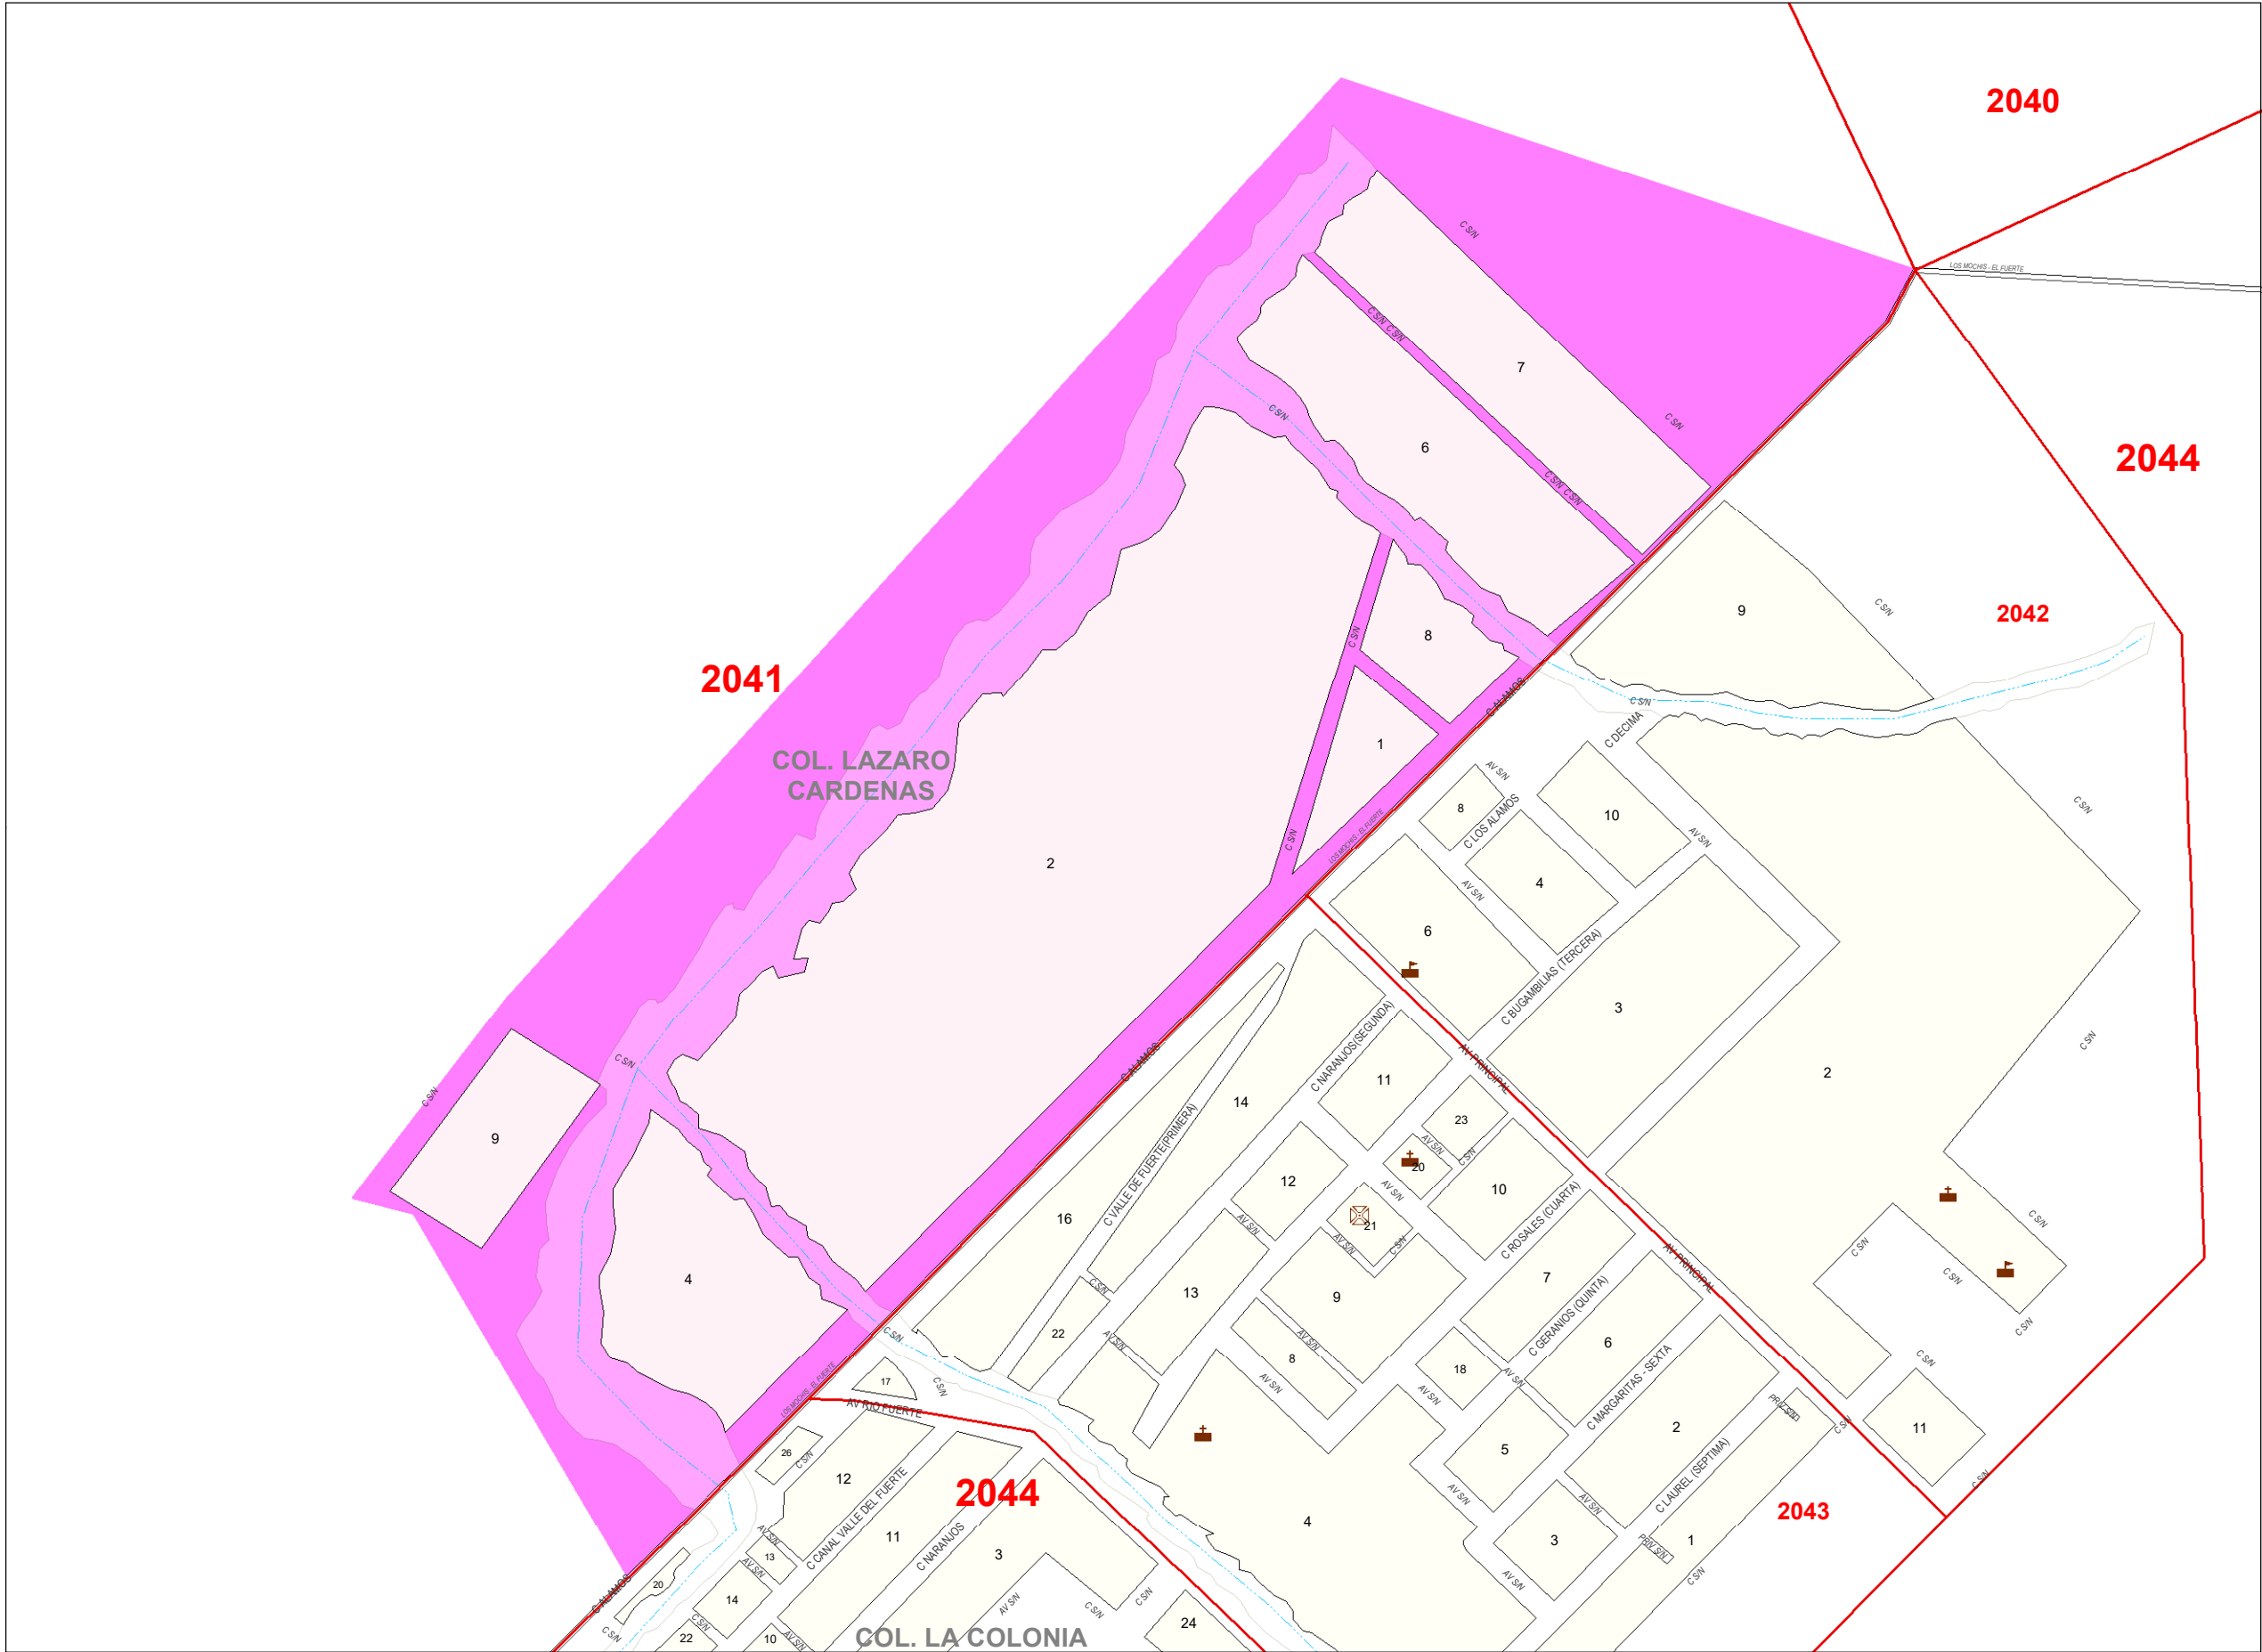 2040
C S/N
LOS MOCHIS - EL FUERTE
C S/N C S/N
7
C S/N
C S/N
6
2044
C S/N C S/N
9
C S/N
2042
8
C S/N
2041
C ALAMOS
C S/N
C DECIMA
1
COL. LAZARO
CARDENAS
AV S/N
8
C LOS ALAMOS
10
C S/N
LOS MOCHIS - EL FUERTE
C S/N
AV S/N
2
4
AV S/N
6
C BUGAMBILIAS (TERCERA)
3
C NARANJOS(SEGUNDA)
C S/N
C ALAMOS
AV PRINCIPAL
C S/N
2
11
C S/N
14
23
9
C VALLE DE FUERTE(PRIMERA)
AV S/N
C S/N
20
12
AV S/N
10
16
AV S/N
21
C ROSALES (CUARTA)
C S/N
AV S/N
C S/N
C S/N
4
AV PRINCIPAL
C S/N
7
C S/N
13
9
C GERANIOS (QUINTA)
C S/N
22
AV S/N
AV S/N
6
C S/N
8
C S/N
LOS MOCHIS - EL FUERTE
17
C S/N
AV S/N
18
AV S/N
C MARGARITAS - SEXTA
AV S/N
AV RIO FUERTE
PRIV S/N
C S/N
11
2
26
C S/N
5
12
C LAUREL (SEPTIMA)
C S/N
C CANAL VALLE DEL FUERTE
2044
AV S/N
AV S/N
2043
4
AV S/N
11
C NARANJOS
3
3
PRIV S/N
1
13
AV S/N
C S/N
20
C ALAMOS
14
AV S/N
C S/N
AV S/N
C S/N
C S/N
C S/N
22
10
AV S/N
24
COL. LA COLONIA